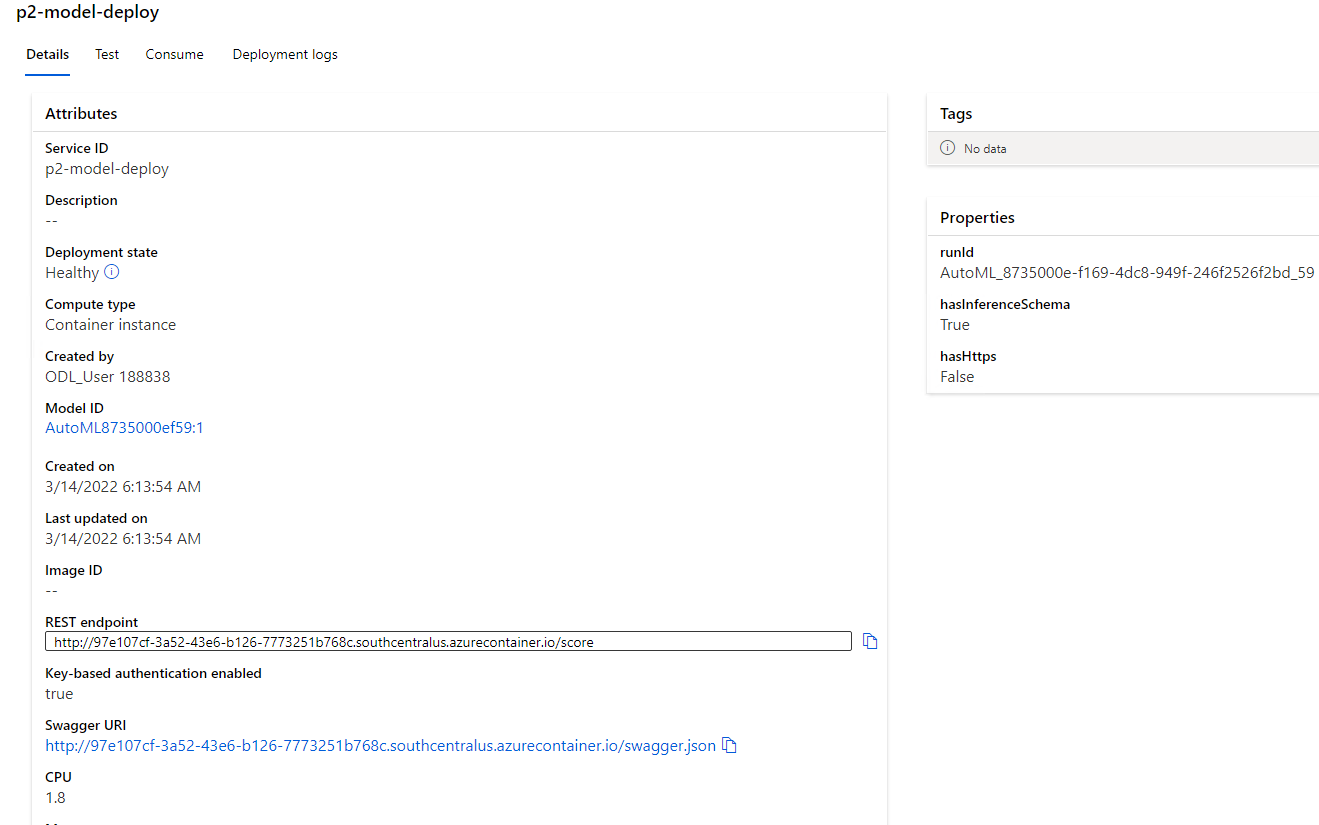 p2-model-deploy
Details Test Consume Deployment logs
Attributes
Service ID
p2-model-deploy
Description
--
Deployment state
Healthy
Compute type
Container instance
Created by
ODL_User 188838
Model ID
AutoML8735000ef59:1
Created on
3/14/2022 6:13:54 AM
Last updated on
3/14/2022 6:13:54 AM
Image ID
--
REST endpoint
http://97e107cf-3a52-43e6-b126-7773251b768c.southcentralus.azurecontainer.io/score
Key-based authentication enabled
true
Swagger URI
http://97e107cf-3a52-43e6-b126-7773251b768c.southcentralus.azurecontainer.io/swagger.json
CPU
1.8
Tags
No data
Properties
runId
AutoML_8735000e-f169-4dc8-949f-246f2526f2bd_59
hasInferenceSchema
True
hasHttps
False